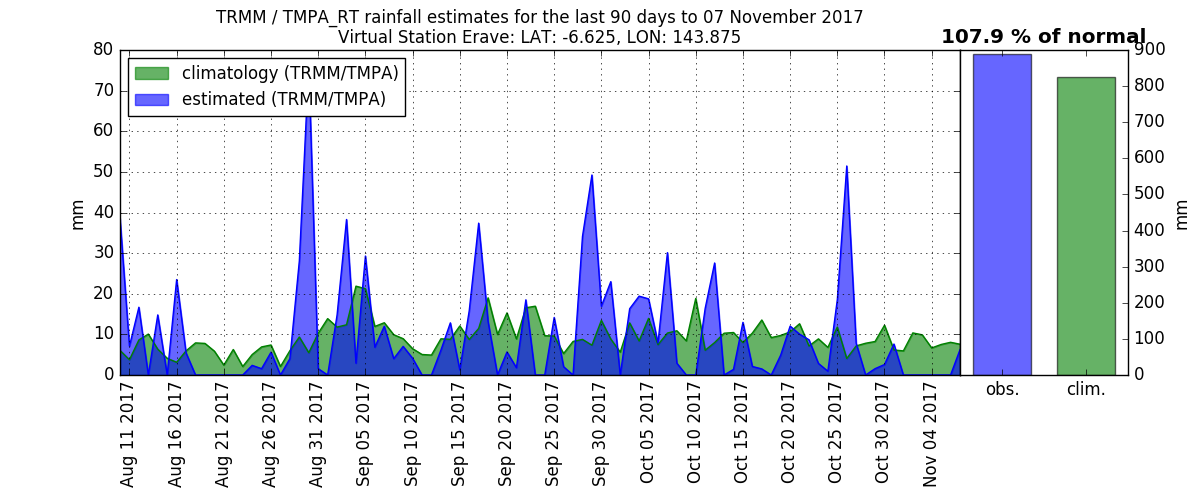 TRMM / TMPA_RT rainfall estimates for the last 90 days to 07 November 2017
Virtual Station Erave: LAT: -6.625, LON: 143.875
107.9 % of normal
climatology (TRMM/TMPA)
estimated (TRMM/TMPA)
mm
80
70
60
50
40
30
20
10
0
Aug 11 2017
Aug 16 2017
Aug 21 2017
Aug 26 2017
Aug 31 2017
Sep 05 2017
Sep 10 2017
Sep 15 2017
Sep 20 2017
Sep 25 2017
Sep 30 2017
Oct 05 2017
Oct 10 2017
Oct 15 2017
Oct 20 2017
Oct 25 2017
Oct 30 2017
Nov 04 2017
obs.
clim.
900
800
700
600
500
400
300
200
100
0
mm